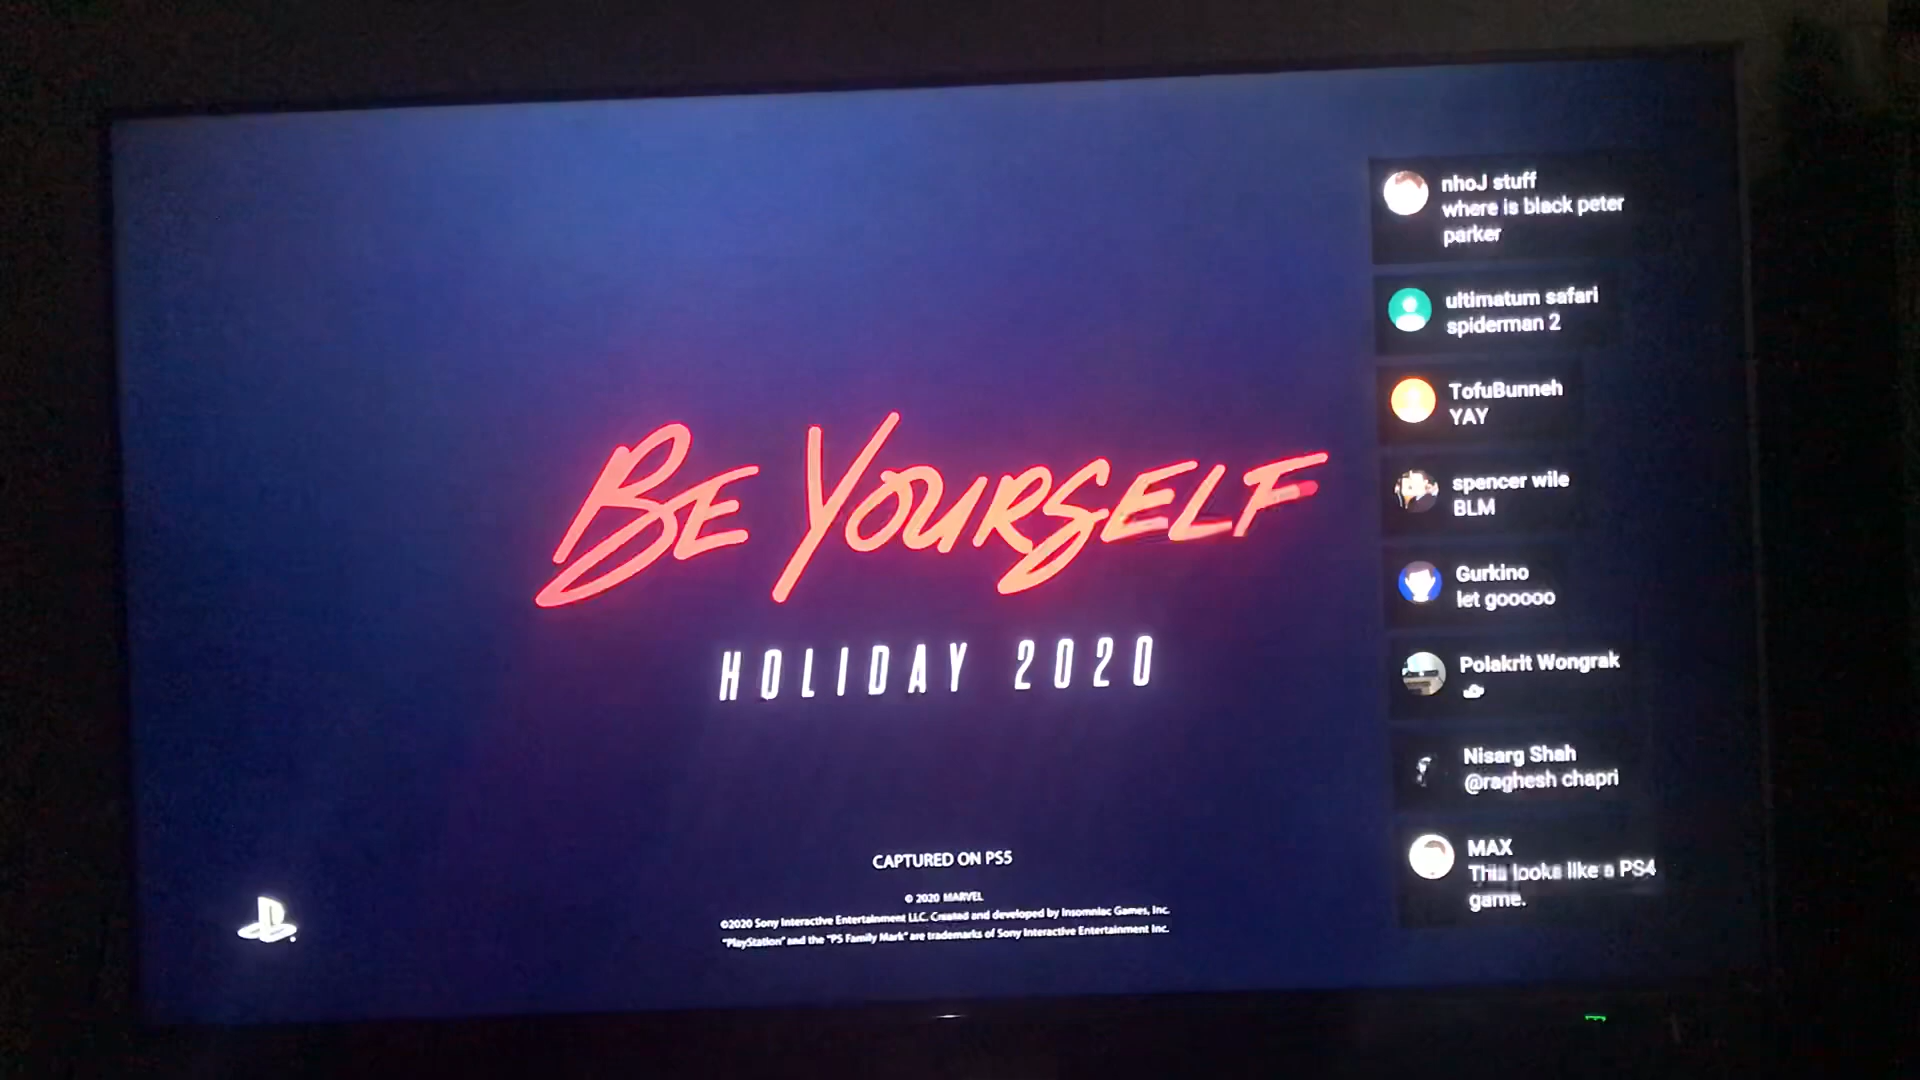 BE YOURSELF
HOLIDAY 2020
CAPTURED ON PS5
© 2020 MARVEL
©2020 Sony Interactive Entertainment LLC. Created and developed by Insomniac Games, Inc.
"PlayStation" and the "PS Family Mark" are trademarks of Sony Interactive Entertainment Inc.
nhoJ stuff
where is black peter
parker
ultimatum safari
spiderman 2
TofuBunneh
YAY
spencer wile
BLM
Gurkino
let gooooo
Polakrit Wongrak
Nisarg Shah
@raghesh chapri
MAX
This looks like a PS4
game.